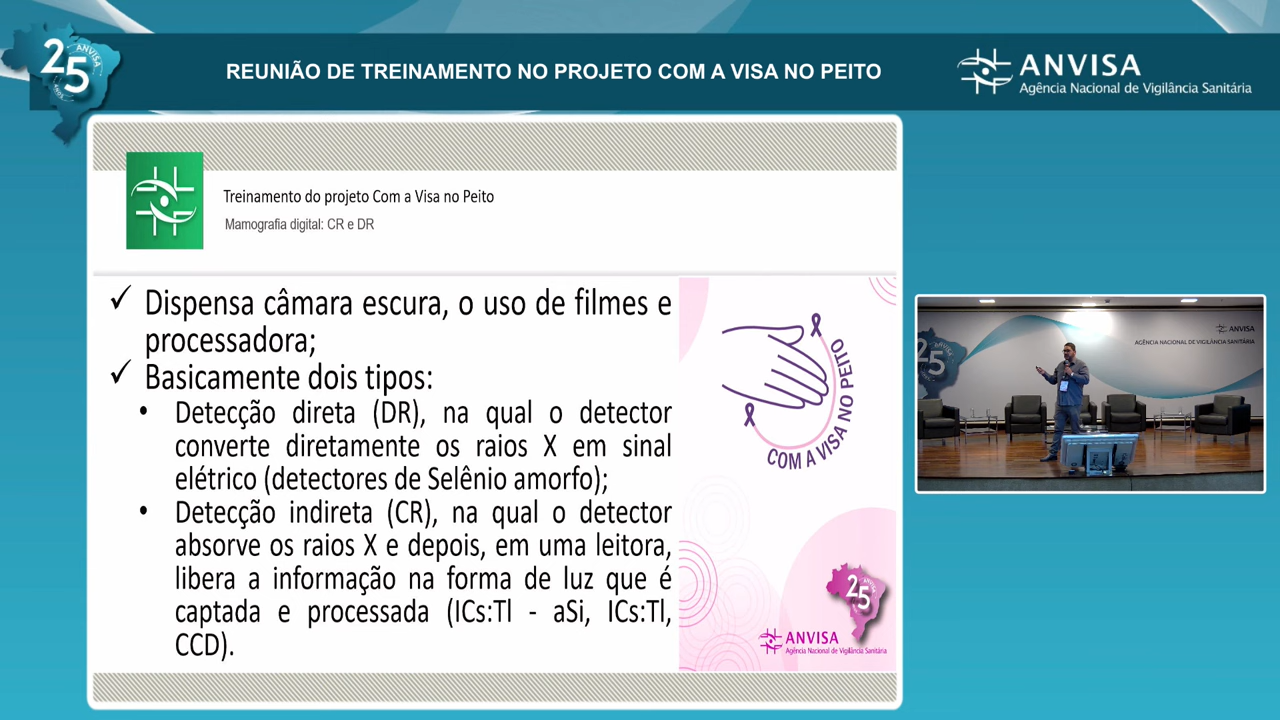 25
ANVISA
ANOS
REUNIÃO DE TREINAMENTO NO PROJETO COM A VISA NO PEITO
ANVISA
Agência Nacional de Vigilância Sanitária
Treinamento do projeto Com a Visa no Peito
Mamografia digital: CR e DR
✓ Dispensa câmara escura, o uso de filmes e
processadora;
✓ Basicamente dois tipos:
• Detecção direta (DR), na qual o detector
converte diretamente os raios X em sinal
elétrico (detectores de Selênio amorfo);
• Detecção indireta (CR), na qual o detector
absorve os raios X e depois, em uma leitora,
libera a informação na forma de luz que é
captada e processada (ICs:Tl - aSi, ICs:Tl,
CCD).
COM A VISA NO PEITO
25
ANVISA
Agência Nacional de Vigilância Sanitária
ANVISA
AGÊNCIA NACIONAL DE VIGILÂNCIA SANITÁRIA
25